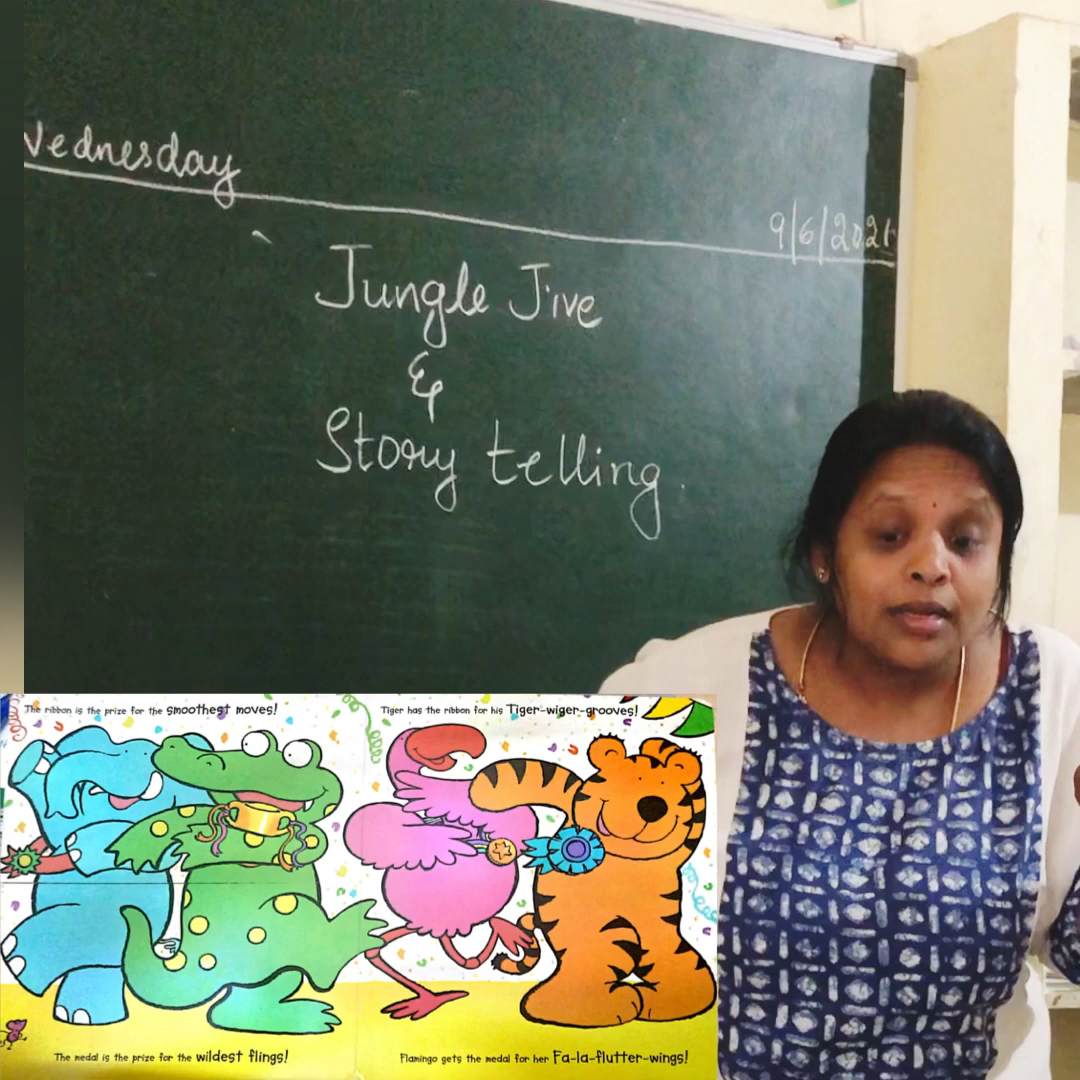 Wednesday
9/6/2021
Jungle Jive
&
Story telling.
The ribbon is the prize for the smoothest moves!
Tiger has the ribbon for his Tiger-wiger-grooves!
The medal is the prize for the wildest flings!
Flamingo gets the medal for her Fa-la-flutter-wings!